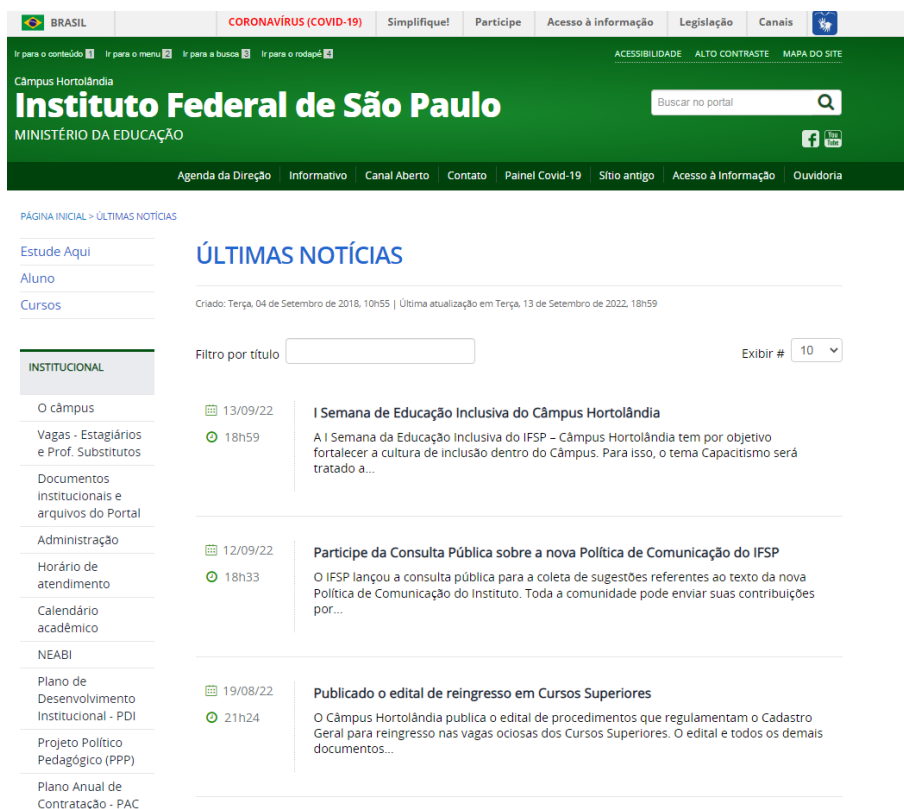 BRASIL CORONAVÍRUS (COVID-19) Simplifique! Participe Acesso à informação Legislação Canais
Ir para o conteúdo 1 Ir para o menu 2 Ir para a busca 3 Ir para o rodapé 4 ACESSIBILIDADE ALTO CONTRASTE MAPA DO SITE
Câmpus Hortolândia
Instituto Federal de São Paulo
Buscar no portal
MINISTÉRIO DA EDUCAÇÃO
You Tube
Agenda da Direção Informativo Canal Aberto Contato Painel Covid-19 Sítio antigo Acesso à Informação Ouvidoria
PÁGINA INICIAL > ÚLTIMAS NOTÍCIAS
Estude Aqui
Aluno
Cursos
INSTITUCIONAL
O câmpus
Vagas - Estagiários
e Prof. Substitutos
Documentos
institucionais e
arquivos do Portal
Administração
Horário de
atendimento
Calendário
acadêmico
NEABI
Plano de
Desenvolvimento
Institucional - PDI
Projeto Político
Pedagógico (PPP)
Plano Anual de
Contratação - PAC
ÚLTIMAS NOTÍCIAS
Criado: Terça, 04 de Setembro de 2018, 10h55 | Última atualização em Terça, 13 de Setembro de 2022, 18h59
Filtro por título Exibir # 10
13/09/22
18h59
I Semana de Educação Inclusiva do Câmpus Hortolândia
A I Semana da Educação Inclusiva do IFSP – Câmpus Hortolândia tem por objetivo
fortalecer a cultura de inclusão dentro do Câmpus. Para isso, o tema Capacitismo será
tratado a...
12/09/22
18h33
Participe da Consulta Pública sobre a nova Política de Comunicação do IFSP
O IFSP lançou a consulta pública para a coleta de sugestões referentes ao texto da nova
Política de Comunicação do Instituto. Toda a comunidade pode enviar suas contribuições
por...
19/08/22
21h24
Publicado o edital de reingresso em Cursos Superiores
O Câmpus Hortolândia publica o edital de procedimentos que regulamentam o Cadastro
Geral para reingresso nas vagas ociosas dos Cursos Superiores. O edital e todos os demais
documentos...